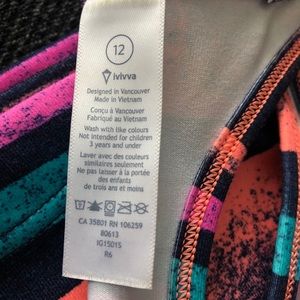 12
ivivva
Designed in Vancouver
Made in Vietnam
Conçu à Vancouver
Fabriqué au Vietnam
Wash with like colours
Not intended for children
3 years and under
Laver avec des couleurs
similaires seulement
Ne pas laisser à la portée
des enfants
de trois ans et moins
CA 35801 RN 106259
80613
IG1501S
R6